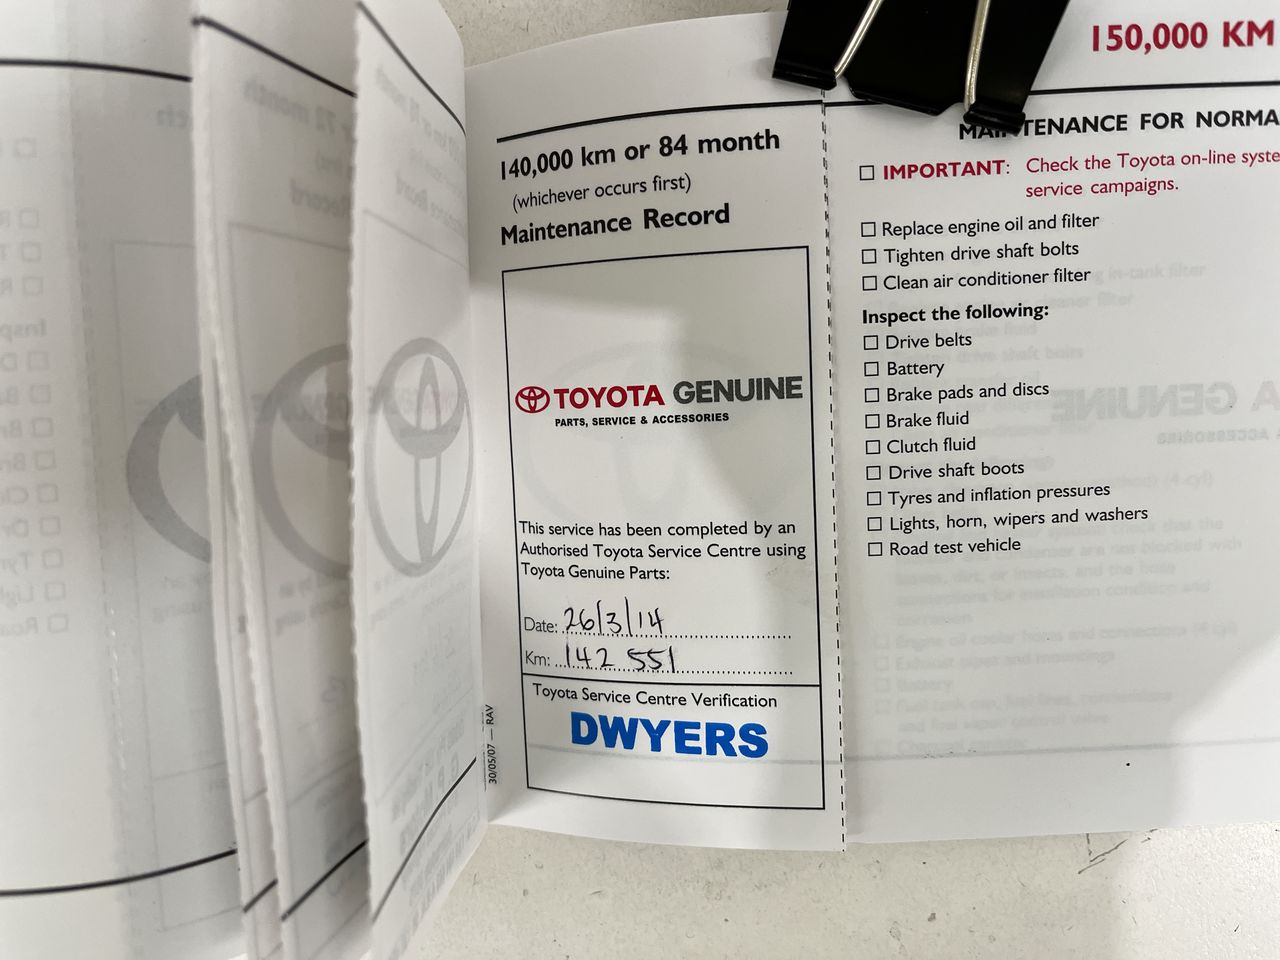 140,000 km or 84 month
(whichever occurs first)
Maintenance Record
TOYOTA GENUINE
PARTS, SERVICE & ACCESSORIES
This service has been completed by an
Authorised Toyota Service Centre using
Toyota Genuine Parts:
Date: 26/3/14
Km: 142 551
Toyota Service Centre Verification
DWYERS
30/05/07 — RAV
150,000 KM
MAINTENANCE FOR NORMA
IMPORTANT: Check the Toyota on-line syste
service campaigns.
Replace engine oil and filter
Tighten drive shaft bolts
Clean air conditioner filter
Inspect the following:
Drive belts
Battery
Brake pads and discs
Brake fluid
Clutch fluid
Drive shaft boots
Tyres and inflation pressures
Lights, horn, wipers and washers
Road test vehicle